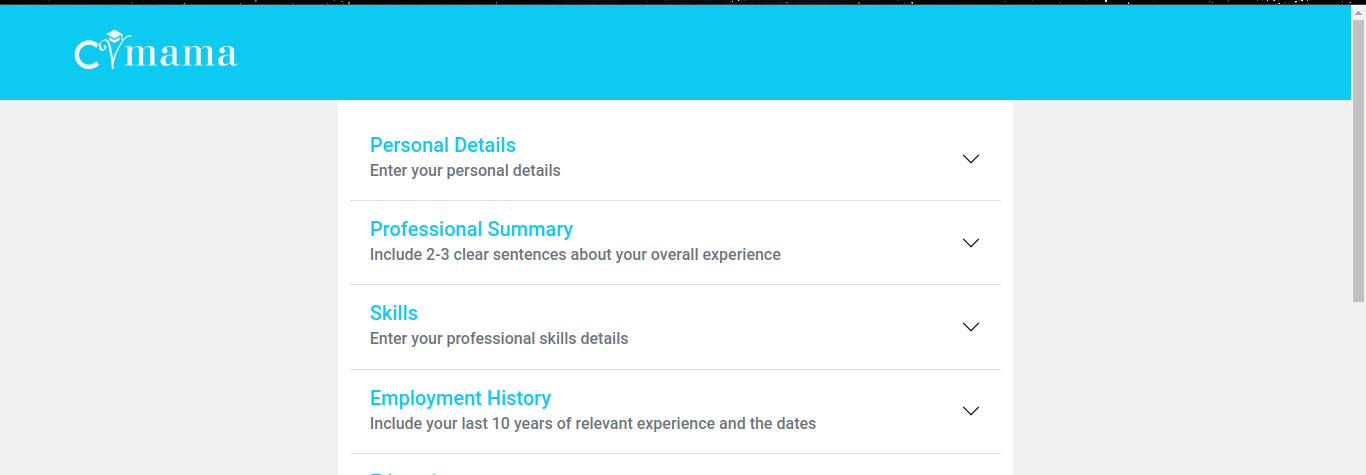 CVmama
Personal Details
Enter your personal details
Professional Summary
Include 2-3 clear sentences about your overall experience
Skills
Enter your professional skills details
Employment History
Include your last 10 years of relevant experience and the dates